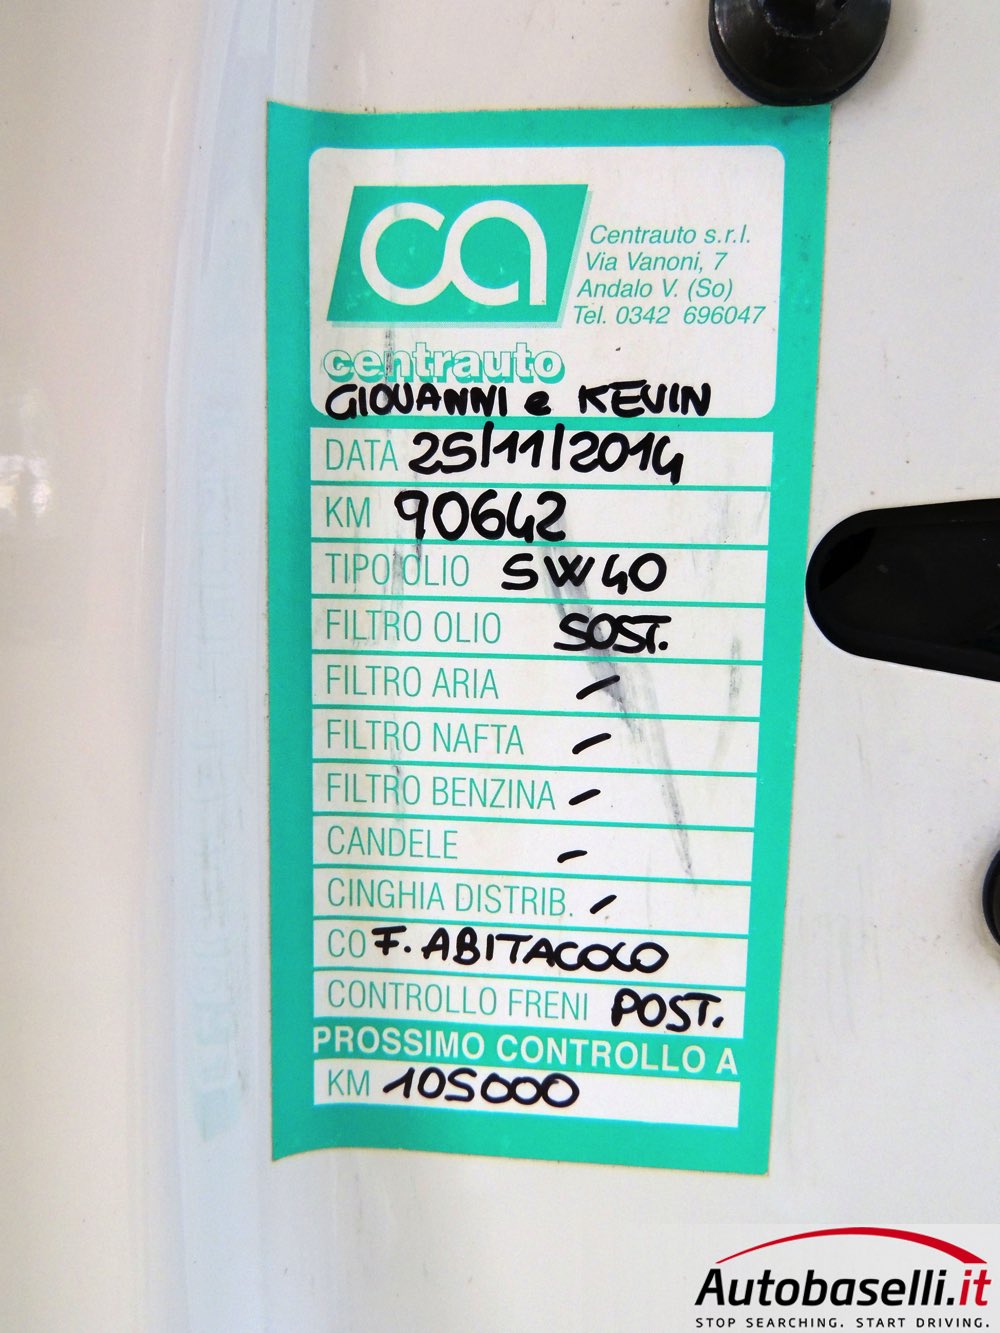 ca
Centrauto s.r.l.
Via Vanoni, 7
Andalo V. (So)
Tel. 0342 696047
centrauto
GIOVANNI e KEVIN
DATA 25/11/2014
KM 90642
TIPO OLIO 5W40
FILTRO OLIO SOST.
FILTRO ARIA -
FILTRO NAFTA -
FILTRO BENZINA -
CANDELE -
CINGHIA DISTRIB. -
CO F. ABITACOLO
CONTROLLO FRENI POST.
PROSSIMO CONTROLLO A
KM 105000
Autobaselli.it
STOP SEARCHING. START DRIVING.